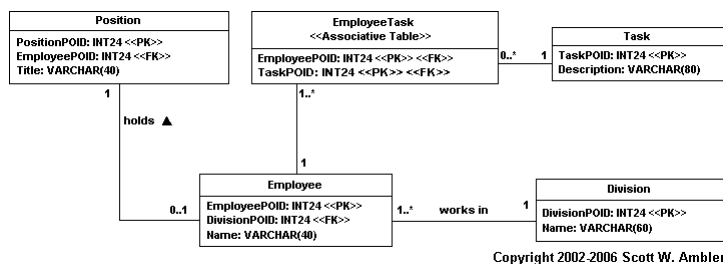 Position
PositionPOID: INT24 <<PK>>
EmployeePOID: INT24 <<FK>>
Title: VARCHAR(40)
EmployeeTask
<<Associative Table>>
EmployeePOID: INT24 <<PK>> <<FK>>
TaskPOID: INT24 <<PK>> <<FK>>
Task
TaskPOID: INT24 <<PK>>
Description: VARCHAR(80)
0..*
1
1
1..*
holds ▲
1
0..1
Employee
EmployeePOID: INT24 <<PK>>
DivisionPOID: INT24 <<FK>>
Name: VARCHAR(40)
1..*
works in
1
Division
DivisionPOID: INT24 <<PK>>
Name: VARCHAR(60)
Copyright 2002-2006 Scott W. Ambler